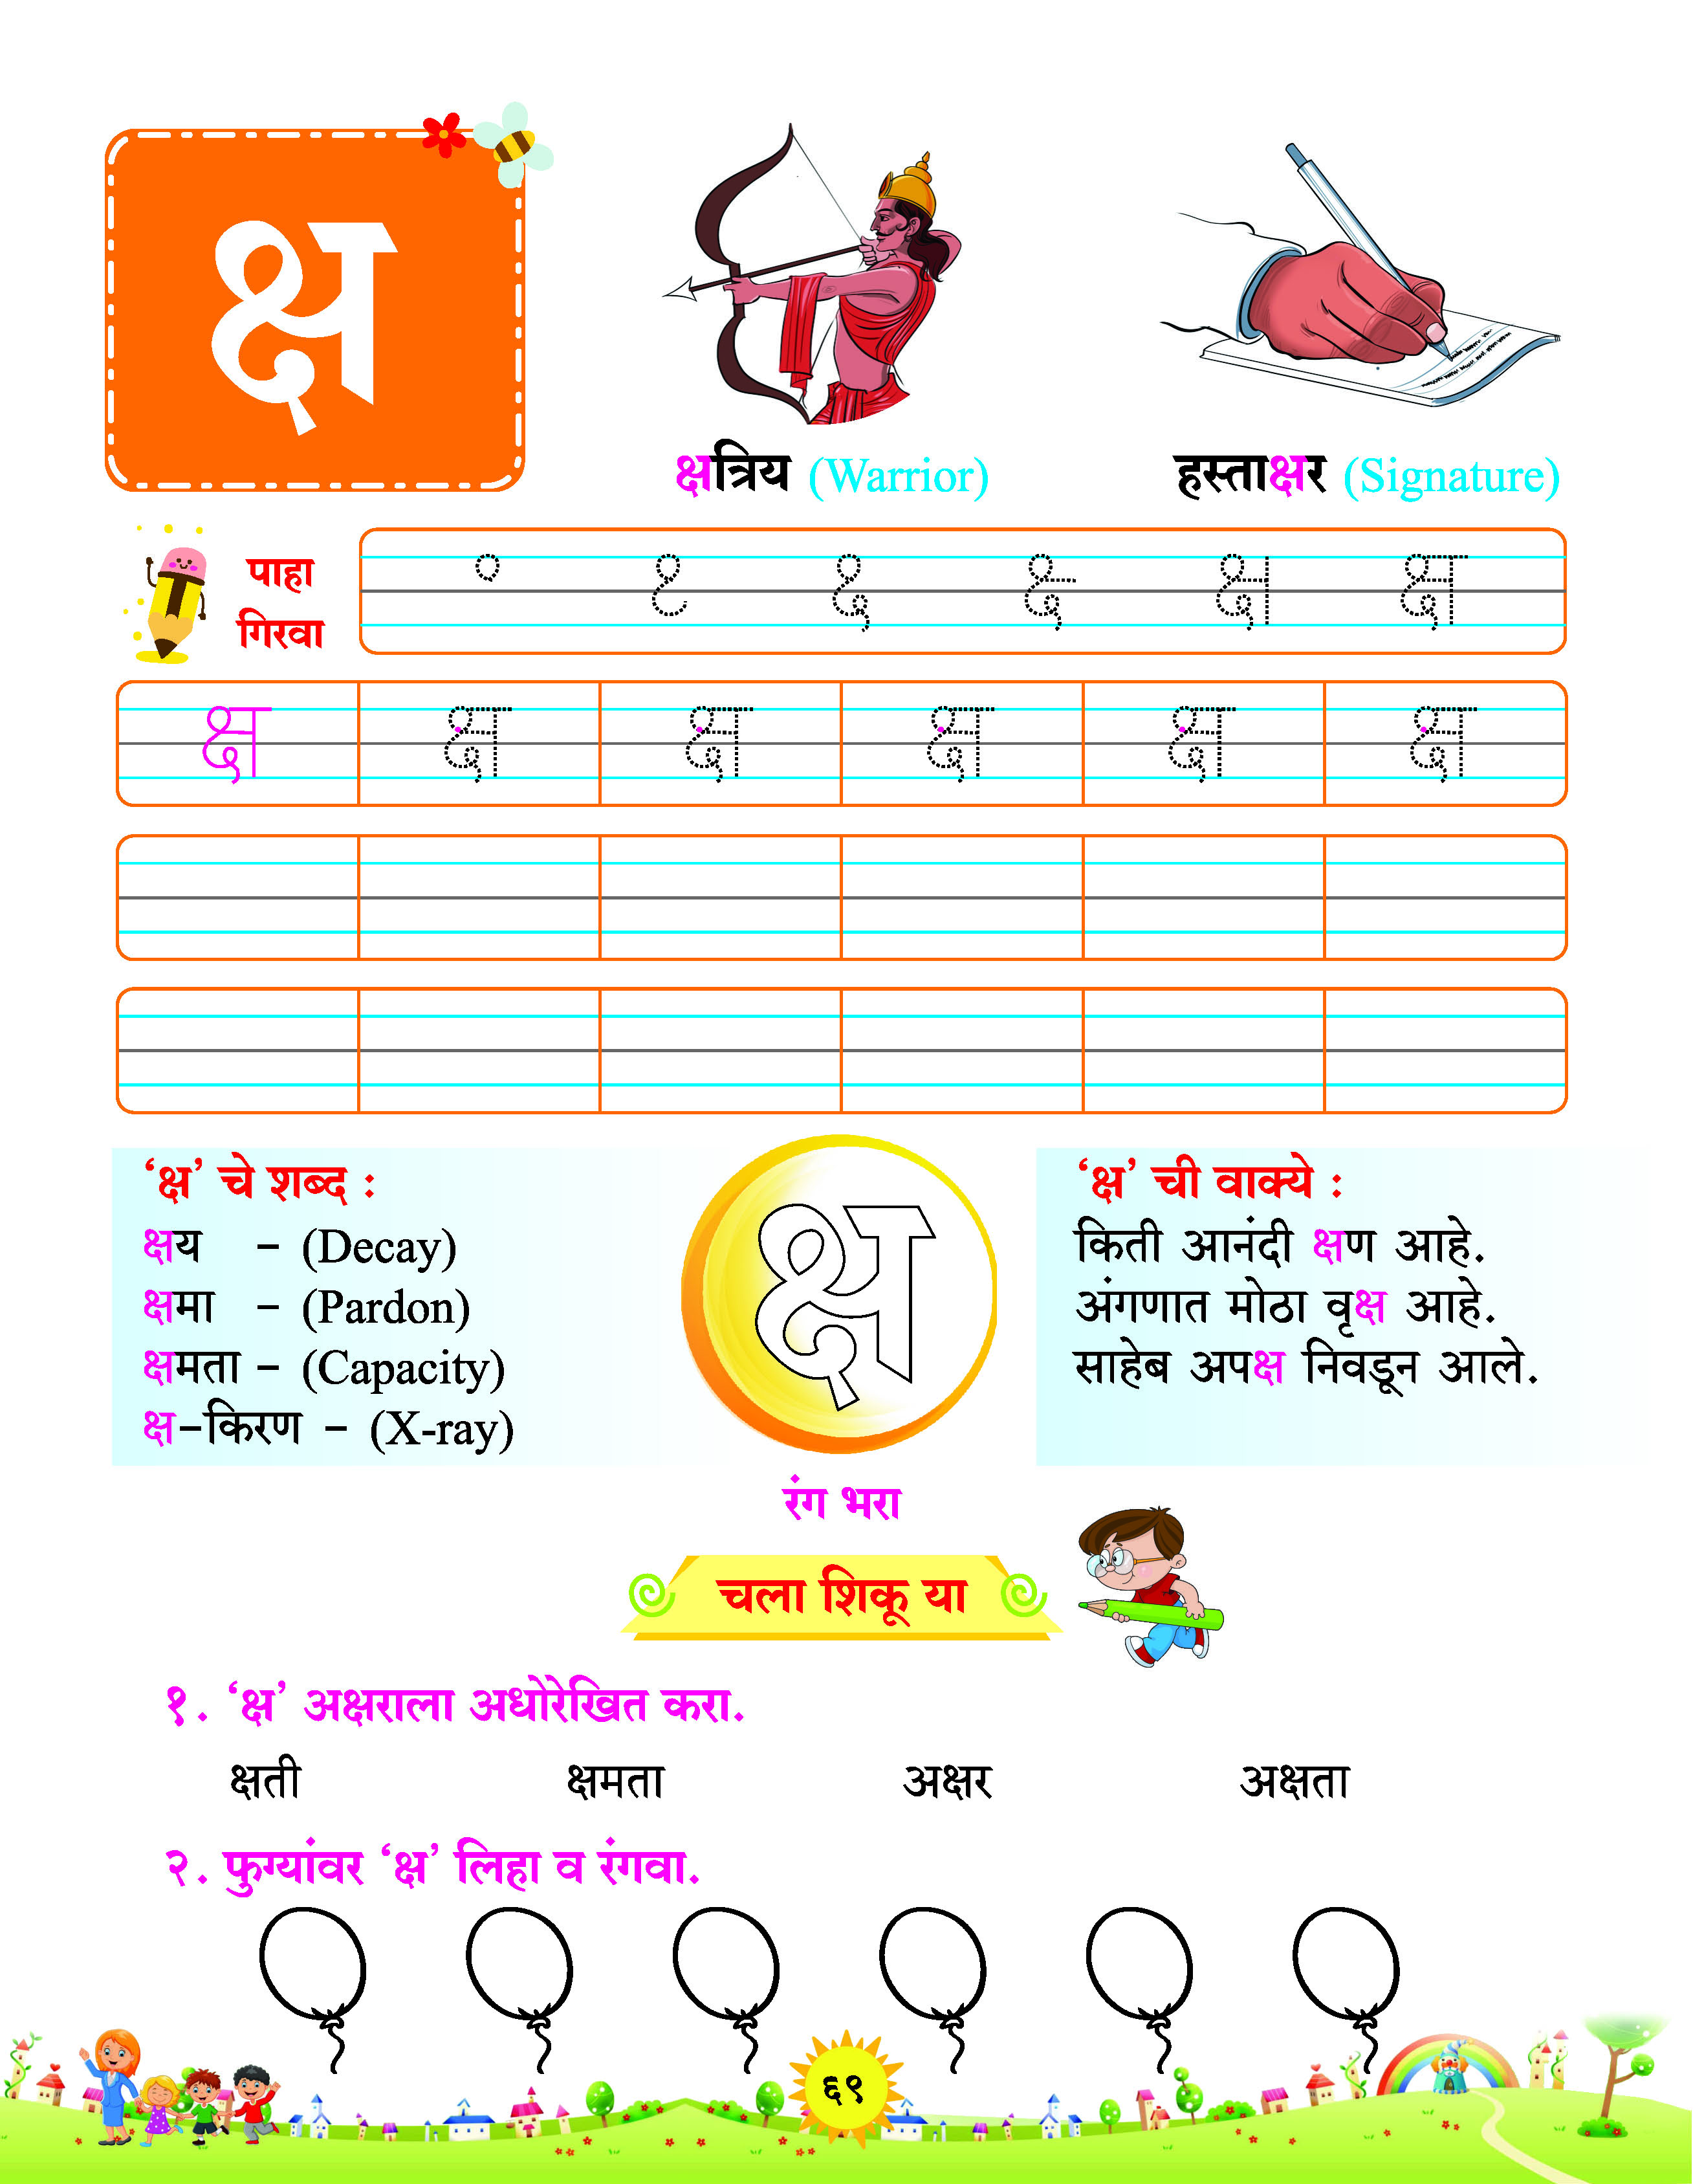 क्ष
क्षत्रिय (Warrior)
हस्ताक्षर (Signature)
पाहा
गिरवा
क्ष क्ष
क्ष क्ष क्ष क्ष क्ष क्ष
‘क्ष’ चे शब्द :
क्षय – (Decay)
क्षमा – (Pardon)
क्षमता – (Capacity)
क्ष-किरण – (X-ray)
क्ष
रंग भरा
‘क्ष’ ची वाक्ये :
किती आनंदी क्षण आहे.
अंगणात मोठा वृक्ष आहे.
साहेब अपक्ष निवडून आले.
चला शिकू या
१. ‘क्ष’ अक्षराला अधोरेखित करा.
क्षती क्षमता अक्षर अक्षता
२. फुग्यांवर ‘क्ष’ लिहा व रंगवा.
६९